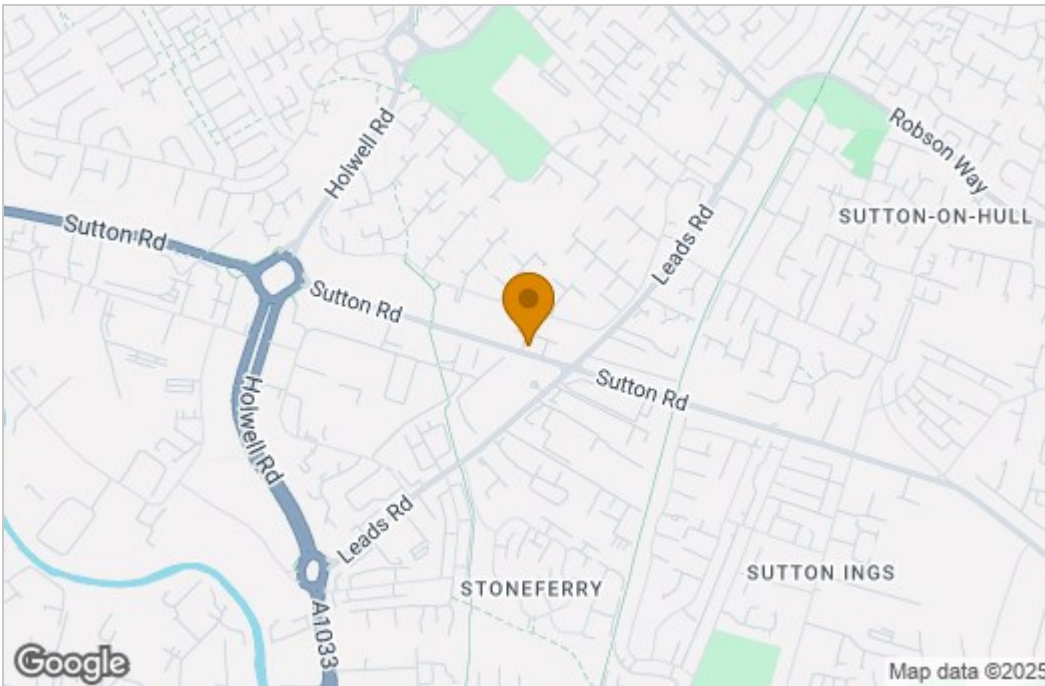 Holwell Rd
Robson Way
SUTTON-ON-HULL
Sutton Rd
Leads Rd
Sutton Rd
Sutton Rd
Holwell Rd
Leads Rd
STONEFERRY
SUTTON INGS
A1033
Google
Map data ©2025